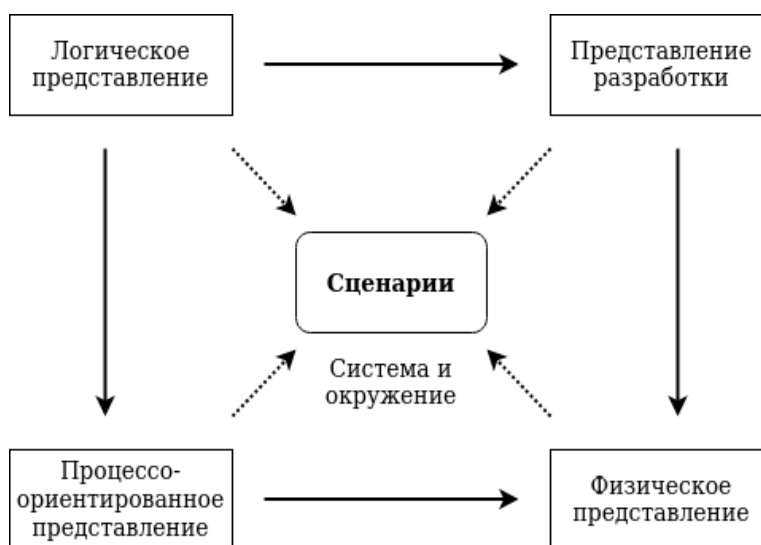 Логическое
представление
Представление
разработки
Сценарии
Система и
окружение
Процессо-
ориентированное
представление
Физическое
представление